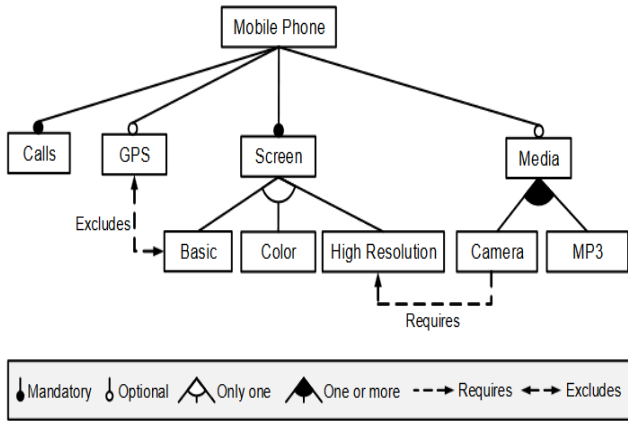 Mobile Phone
Calls
GPS
Screen
Media
Excludes
Basic
Color
High Resolution
Camera
MP3
Requires
Mandatory
Optional
Only one
One or more
Requires
Excludes